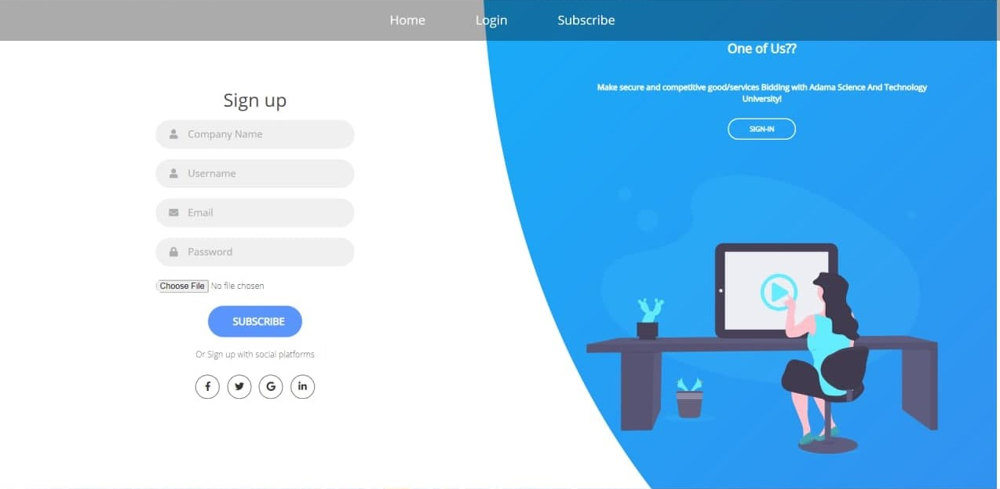 Home Login Subscribe
One of Us??
Make secure and competitive good/services Bidding with Adama Science And Technology
University!
SIGN-IN
Sign up
Company Name
Username
Email
Password
Choose File No file chosen
SUBSCRIBE
Or Sign up with social platforms